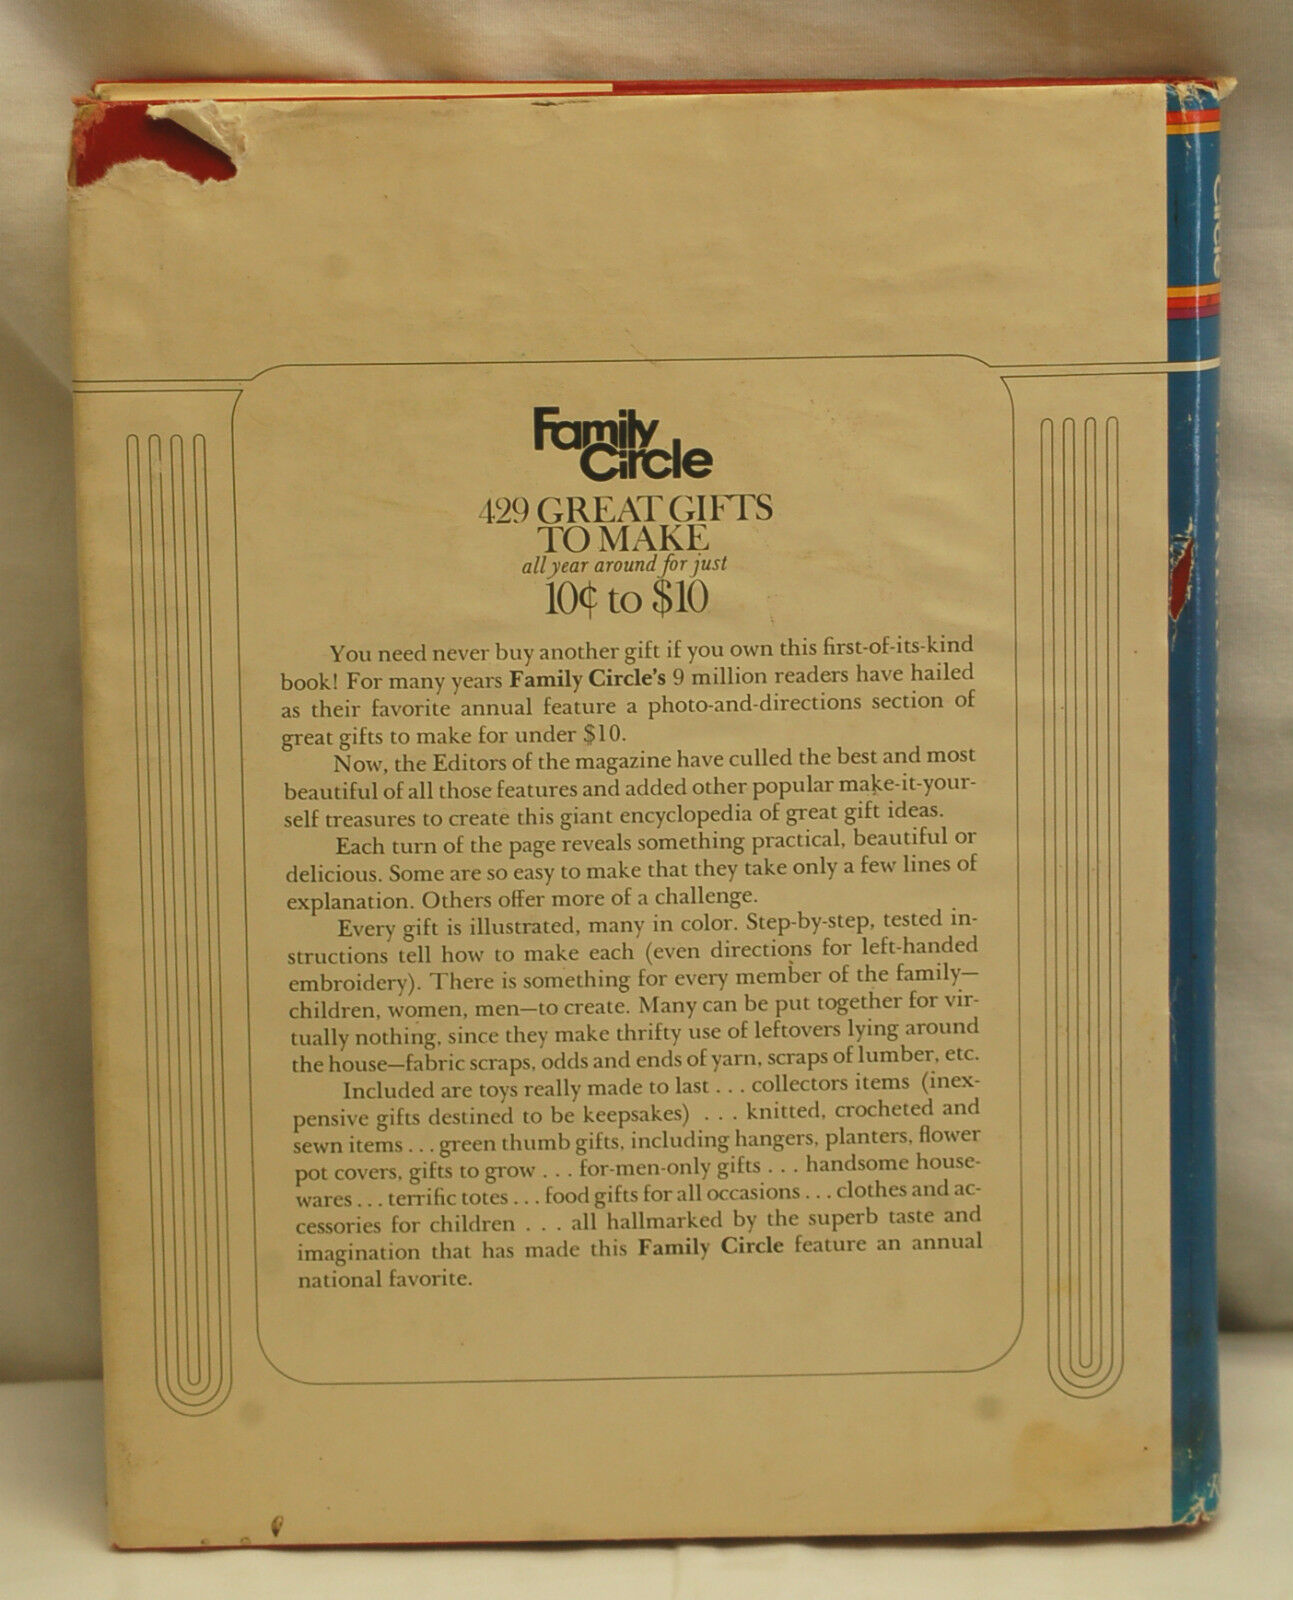 Family
Circle
429 GREAT GIFTS
TO MAKE
all year around for just
10¢ to $10
You need never buy another gift if you own this first-of-its-kind
book! For many years Family Circle's 9 million readers have hailed
as their favorite annual feature a photo-and-directions section of
great gifts to make for under $10.
Now, the Editors of the magazine have culled the best and most
beautiful of all those features and added other popular make-it-your-
self treasures to create this giant encyclopedia of great gift ideas.
Each turn of the page reveals something practical, beautiful or
delicious. Some are so easy to make that they take only a few lines of
explanation. Others offer more of a challenge.
Every gift is illustrated, many in color. Step-by-step, tested in-
structions tell how to make each (even directions for left-handed
embroidery). There is something for every member of the family—
children, women, men—to create. Many can be put together for vir-
tually nothing, since they make thrifty use of leftovers lying around
the house—fabric scraps, odds and ends of yarn, scraps of lumber, etc.
Included are toys really made to last . . . collectors items (inex-
pensive gifts destined to be keepsakes) . . . knitted, crocheted and
sewn items . . . green thumb gifts, including hangers, planters, flower
pot covers, gifts to grow . . . for-men-only gifts . . . handsome house-
wares . . . terrific totes . . . food gifts for all occasions . . . clothes and ac-
cessories for children . . . all hallmarked by the superb taste and
imagination that has made this Family Circle feature an annual
national favorite.